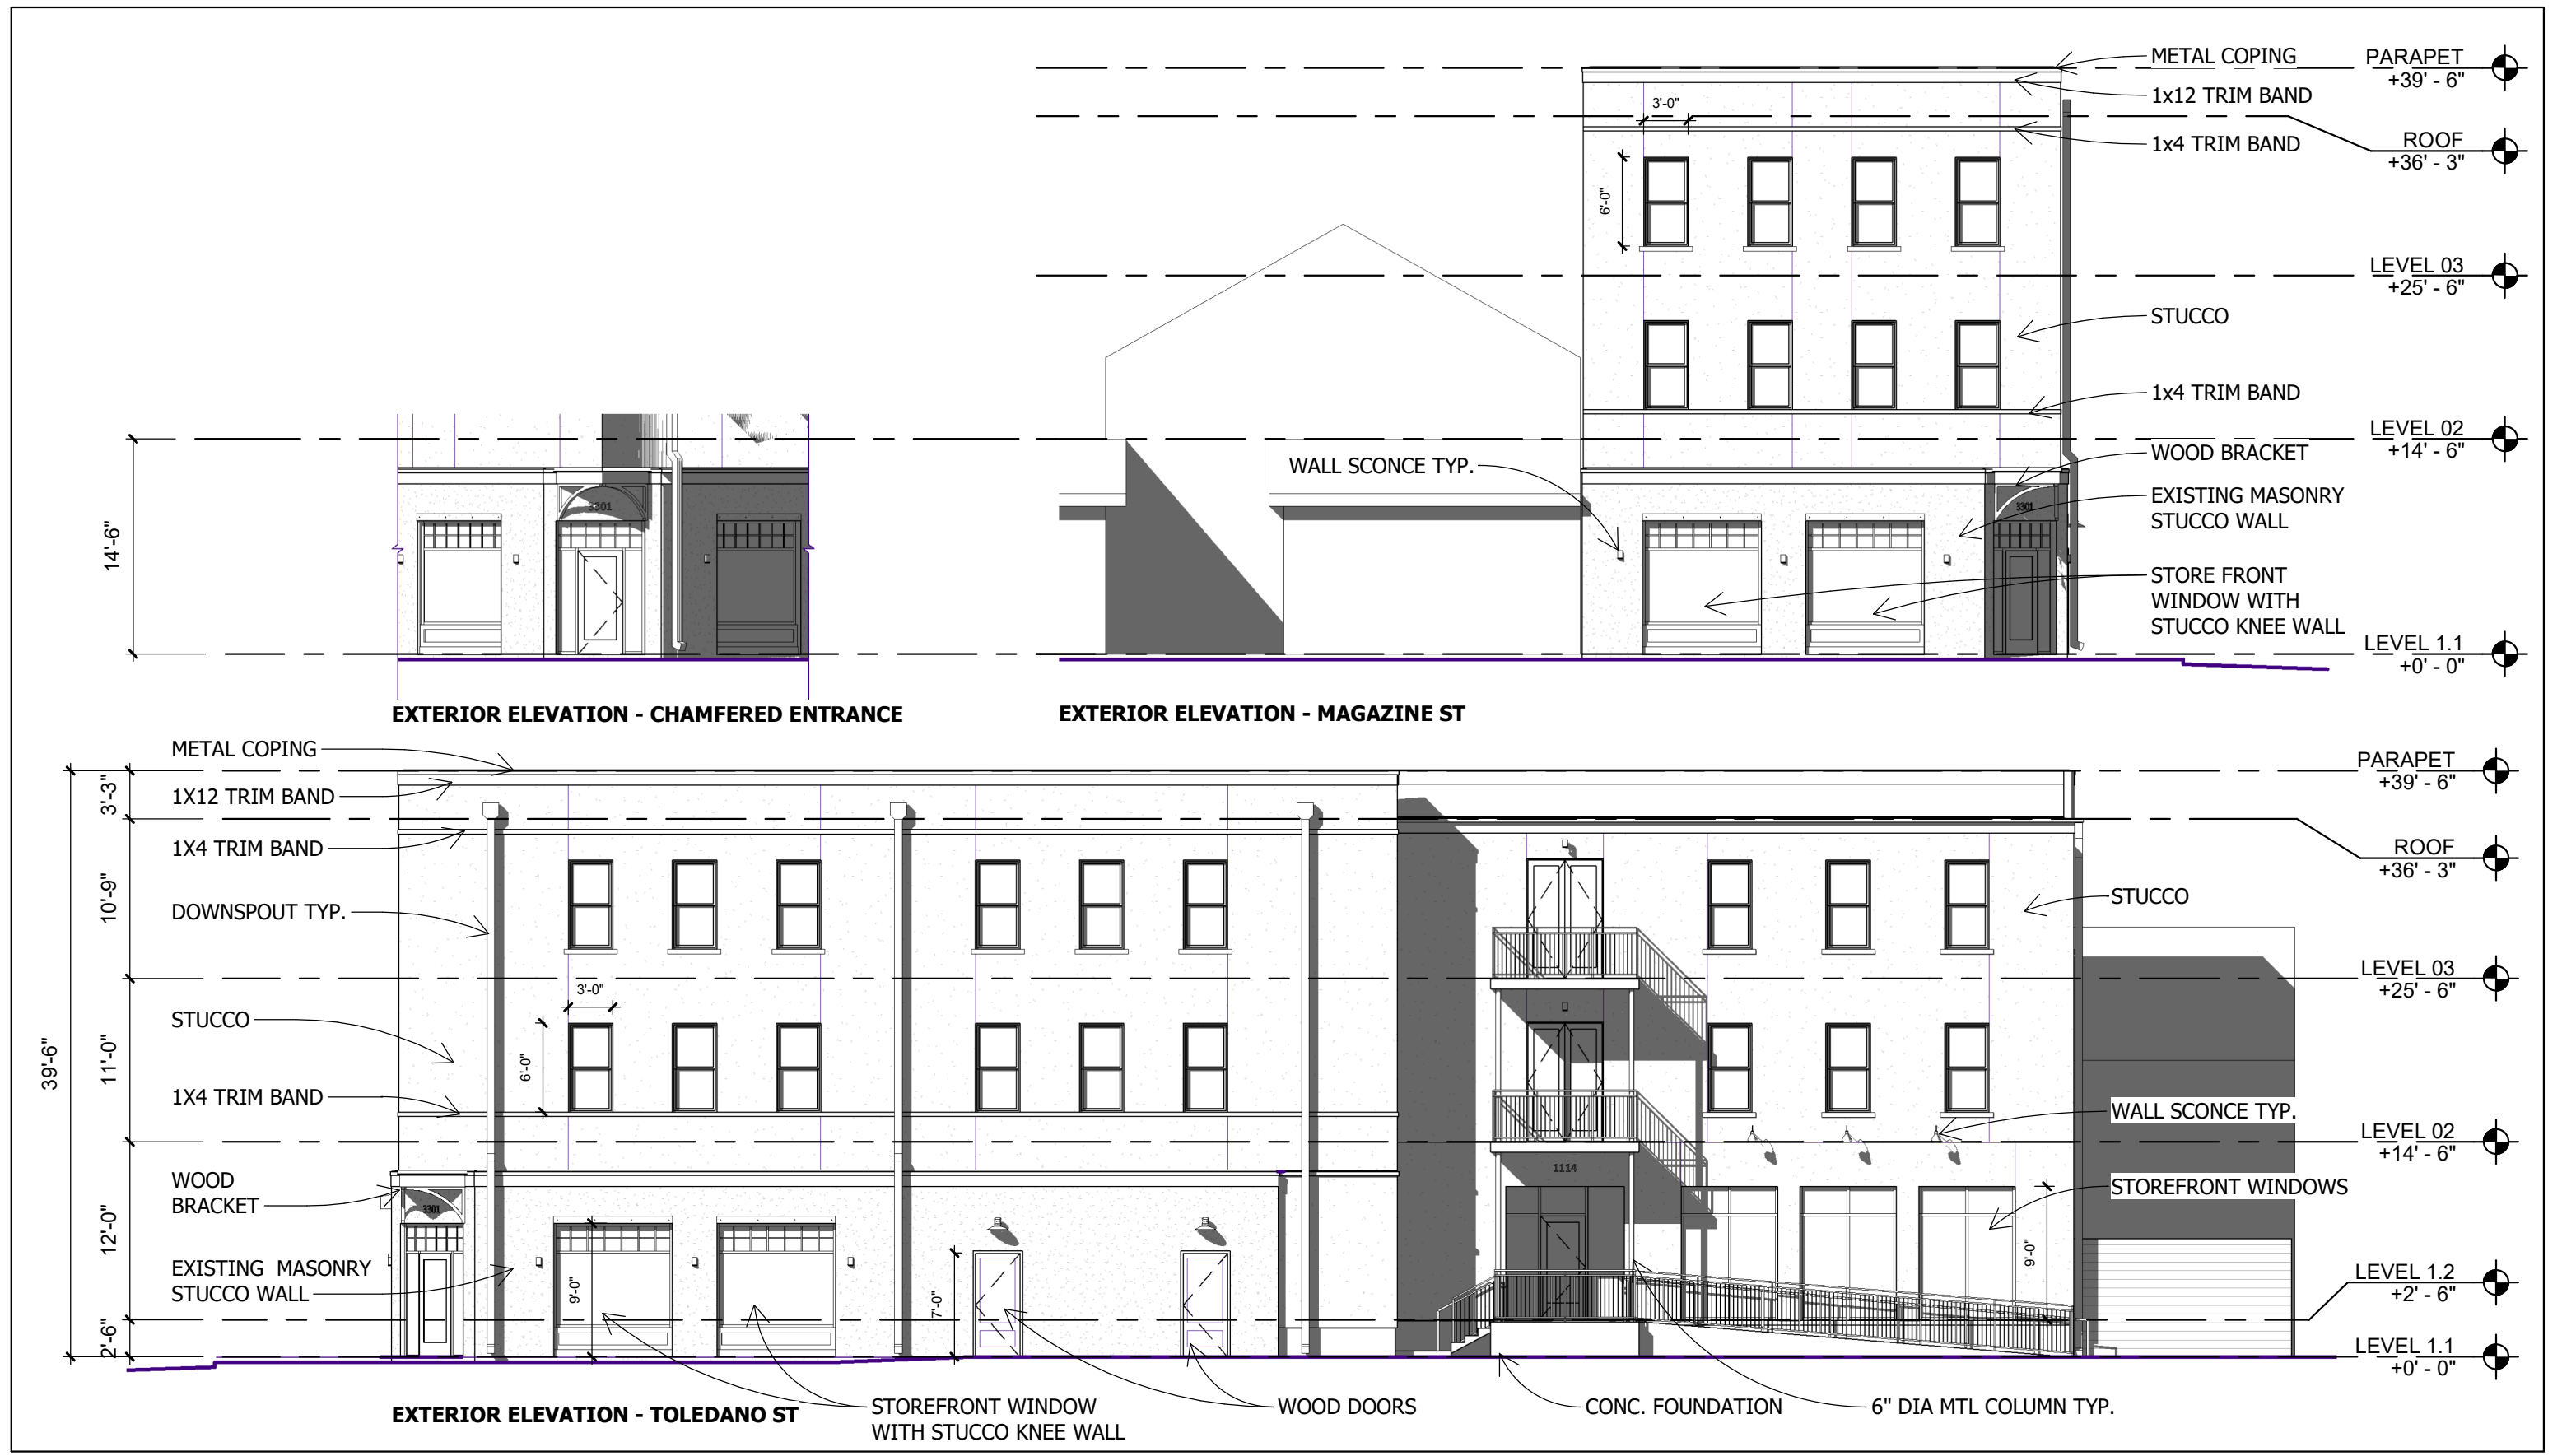 METAL COPING
PARAPET
+39' - 6"
1x12 TRIM BAND
3'-0"
ROOF
+36' - 3"
1x4 TRIM BAND
6'-0"
LEVEL 03
+25' - 6"
STUCCO
1x4 TRIM BAND
LEVEL 02
+14' - 6"
WOOD BRACKET
WALL SCONCE TYP.
EXISTING MASONRY
STUCCO WALL
3301
3301
14'-6"
STORE FRONT
WINDOW WITH
STUCCO KNEE WALL
LEVEL 1.1
+0' - 0"
EXTERIOR ELEVATION - CHAMFERED ENTRANCE
EXTERIOR ELEVATION - MAGAZINE ST
METAL COPING
PARAPET
+39' - 6"
3'-3"
1X12 TRIM BAND
1X4 TRIM BAND
ROOF
+36' - 3"
10'-9"
STUCCO
DOWNSPOUT TYP.
LEVEL 03
+25' - 6"
3'-0"
STUCCO
39'-6"
11'-0"
6'-0"
1X4 TRIM BAND
WALL SCONCE TYP.
LEVEL 02
+14' - 6"
1114
WOOD
BRACKET
STOREFRONT WINDOWS
3301
12'-0"
9'-0"
EXISTING MASONRY
STUCCO WALL
9'-0"
7'-0"
LEVEL 1.2
+2' - 6"
2'-6"
LEVEL 1.1
+0' - 0"
EXTERIOR ELEVATION - TOLEDANO ST
STOREFRONT WINDOW
WITH STUCCO KNEE WALL
WOOD DOORS
CONC. FOUNDATION
6" DIA MTL COLUMN TYP.